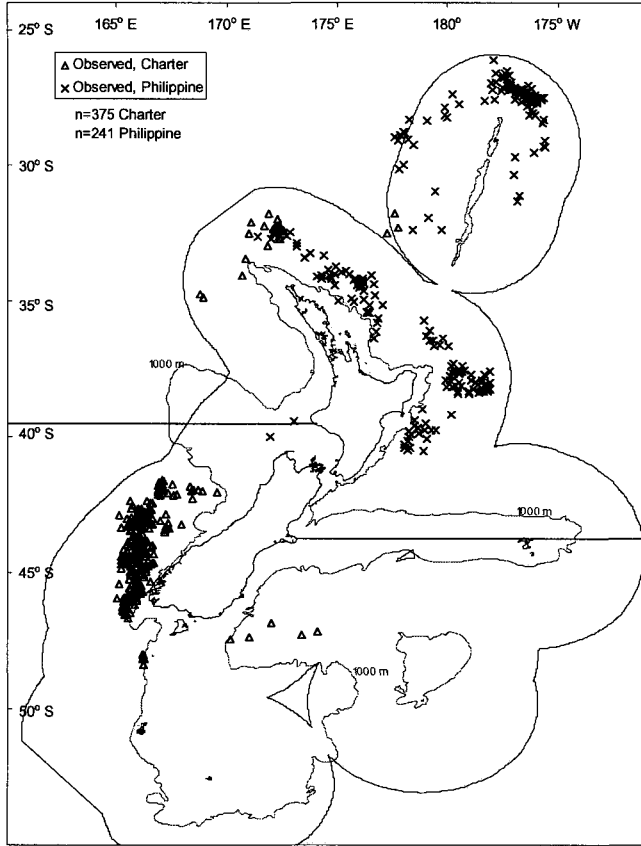 165° E 170° E 175° E 180° 175° W
25° S
Observed, Charter
Observed, Philippine
n=375 Charter
n=241 Philippine
30° S
35° S
1000 m
40° S
1000 m
45° S
1000 m
50° S